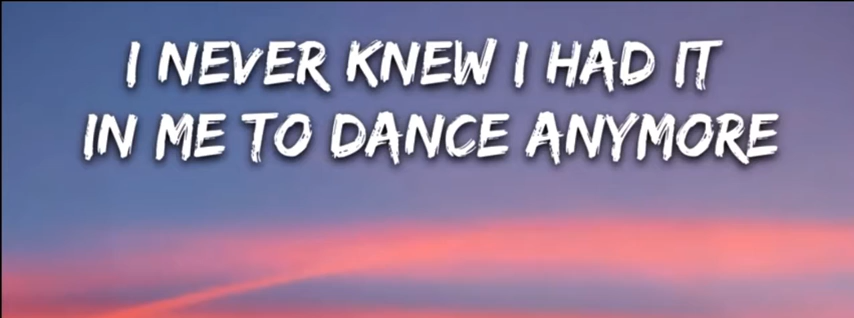 I NEVER KNEW I HAD IT
IN ME TO DANCE ANYMORE